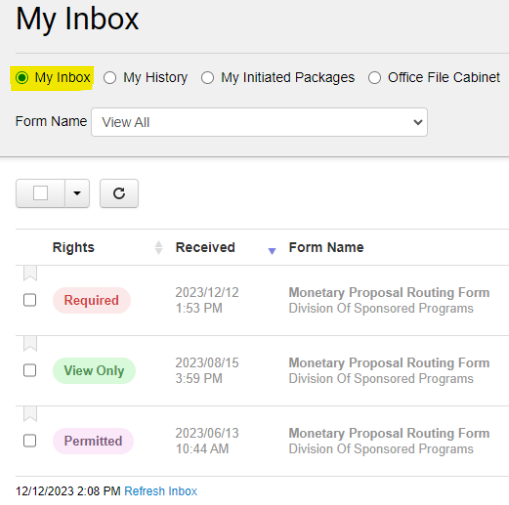 My Inbox
My Inbox My History My Initiated Packages Office File Cabinet
Form Name View All
Rights Received Form Name
Required 2023/12/12 1:53 PM Monetary Proposal Routing Form
Division Of Sponsored Programs
View Only 2023/08/15 3:59 PM Monetary Proposal Routing Form
Division Of Sponsored Programs
Permitted 2023/06/13 10:44 AM Monetary Proposal Routing Form
Division Of Sponsored Programs
12/12/2023 2:08 PM Refresh Inbox